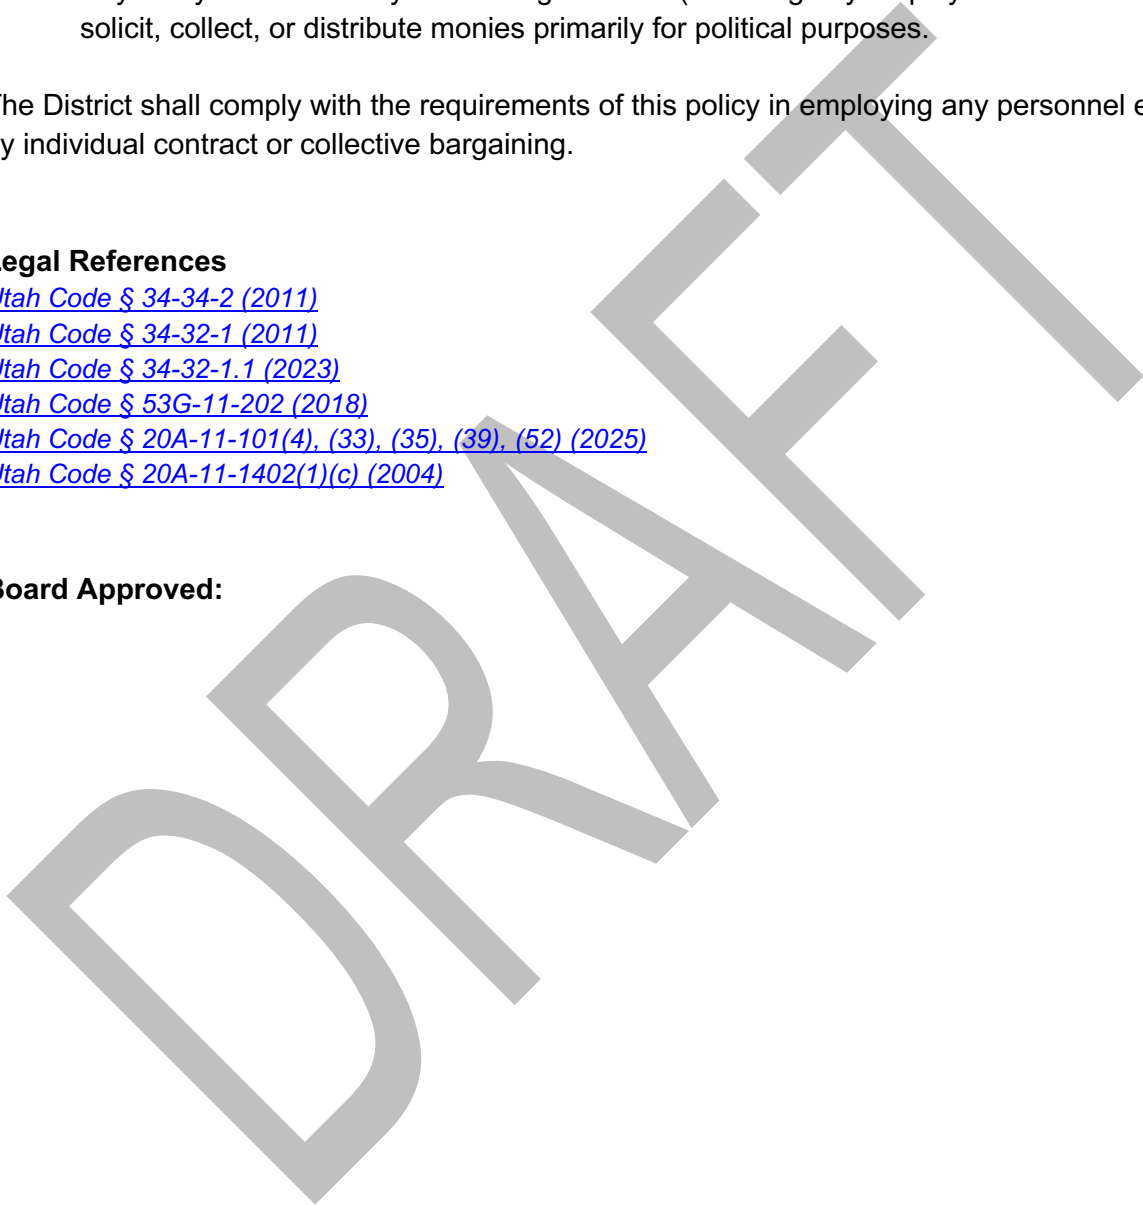 solicit, collect, or distribute monies primarily for political purposes.
he District shall comply with the requirements of this policy in employing any personnel e
y individual contract or collective bargaining.
egal References
tah Code § 34-34-2 (2011)
tah Code § 34-32-1 (2011)
tah Code § 34-32-1.1 (2023)
tah Code § 53G-11-202 (2018)
tah Code § 20A-11-101(4), (33), (35), (39), (52) (2025)
tah Code § 20A-11-1402(1)(c) (2004)
Board Approved:
DRAFT